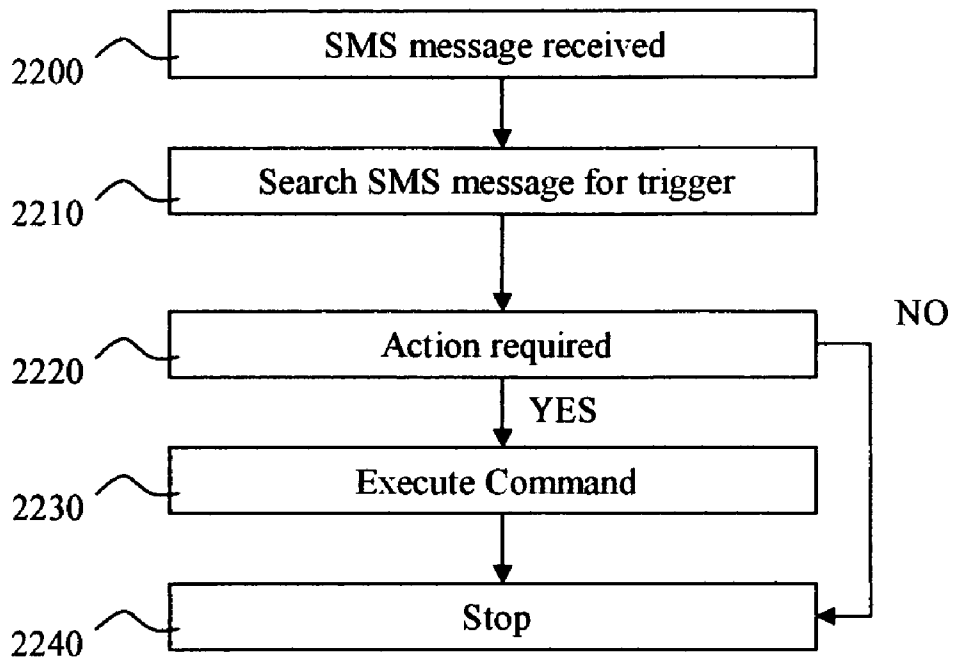 SMS message received
2200
Search SMS message for trigger
2210
NO
Action required
2220
YES
Execute Command
2230
Stop
2240